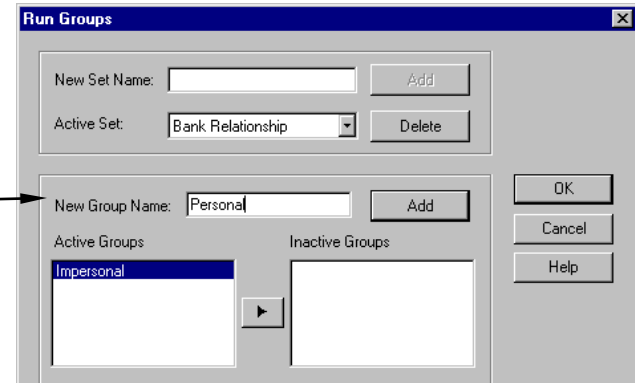 Run Groups
New Set Name: Add
Active Set: Bank Relationship Delete
New Group Name: Personal Add
Active Groups Inactive Groups
Impersonal
OK
Cancel
Help